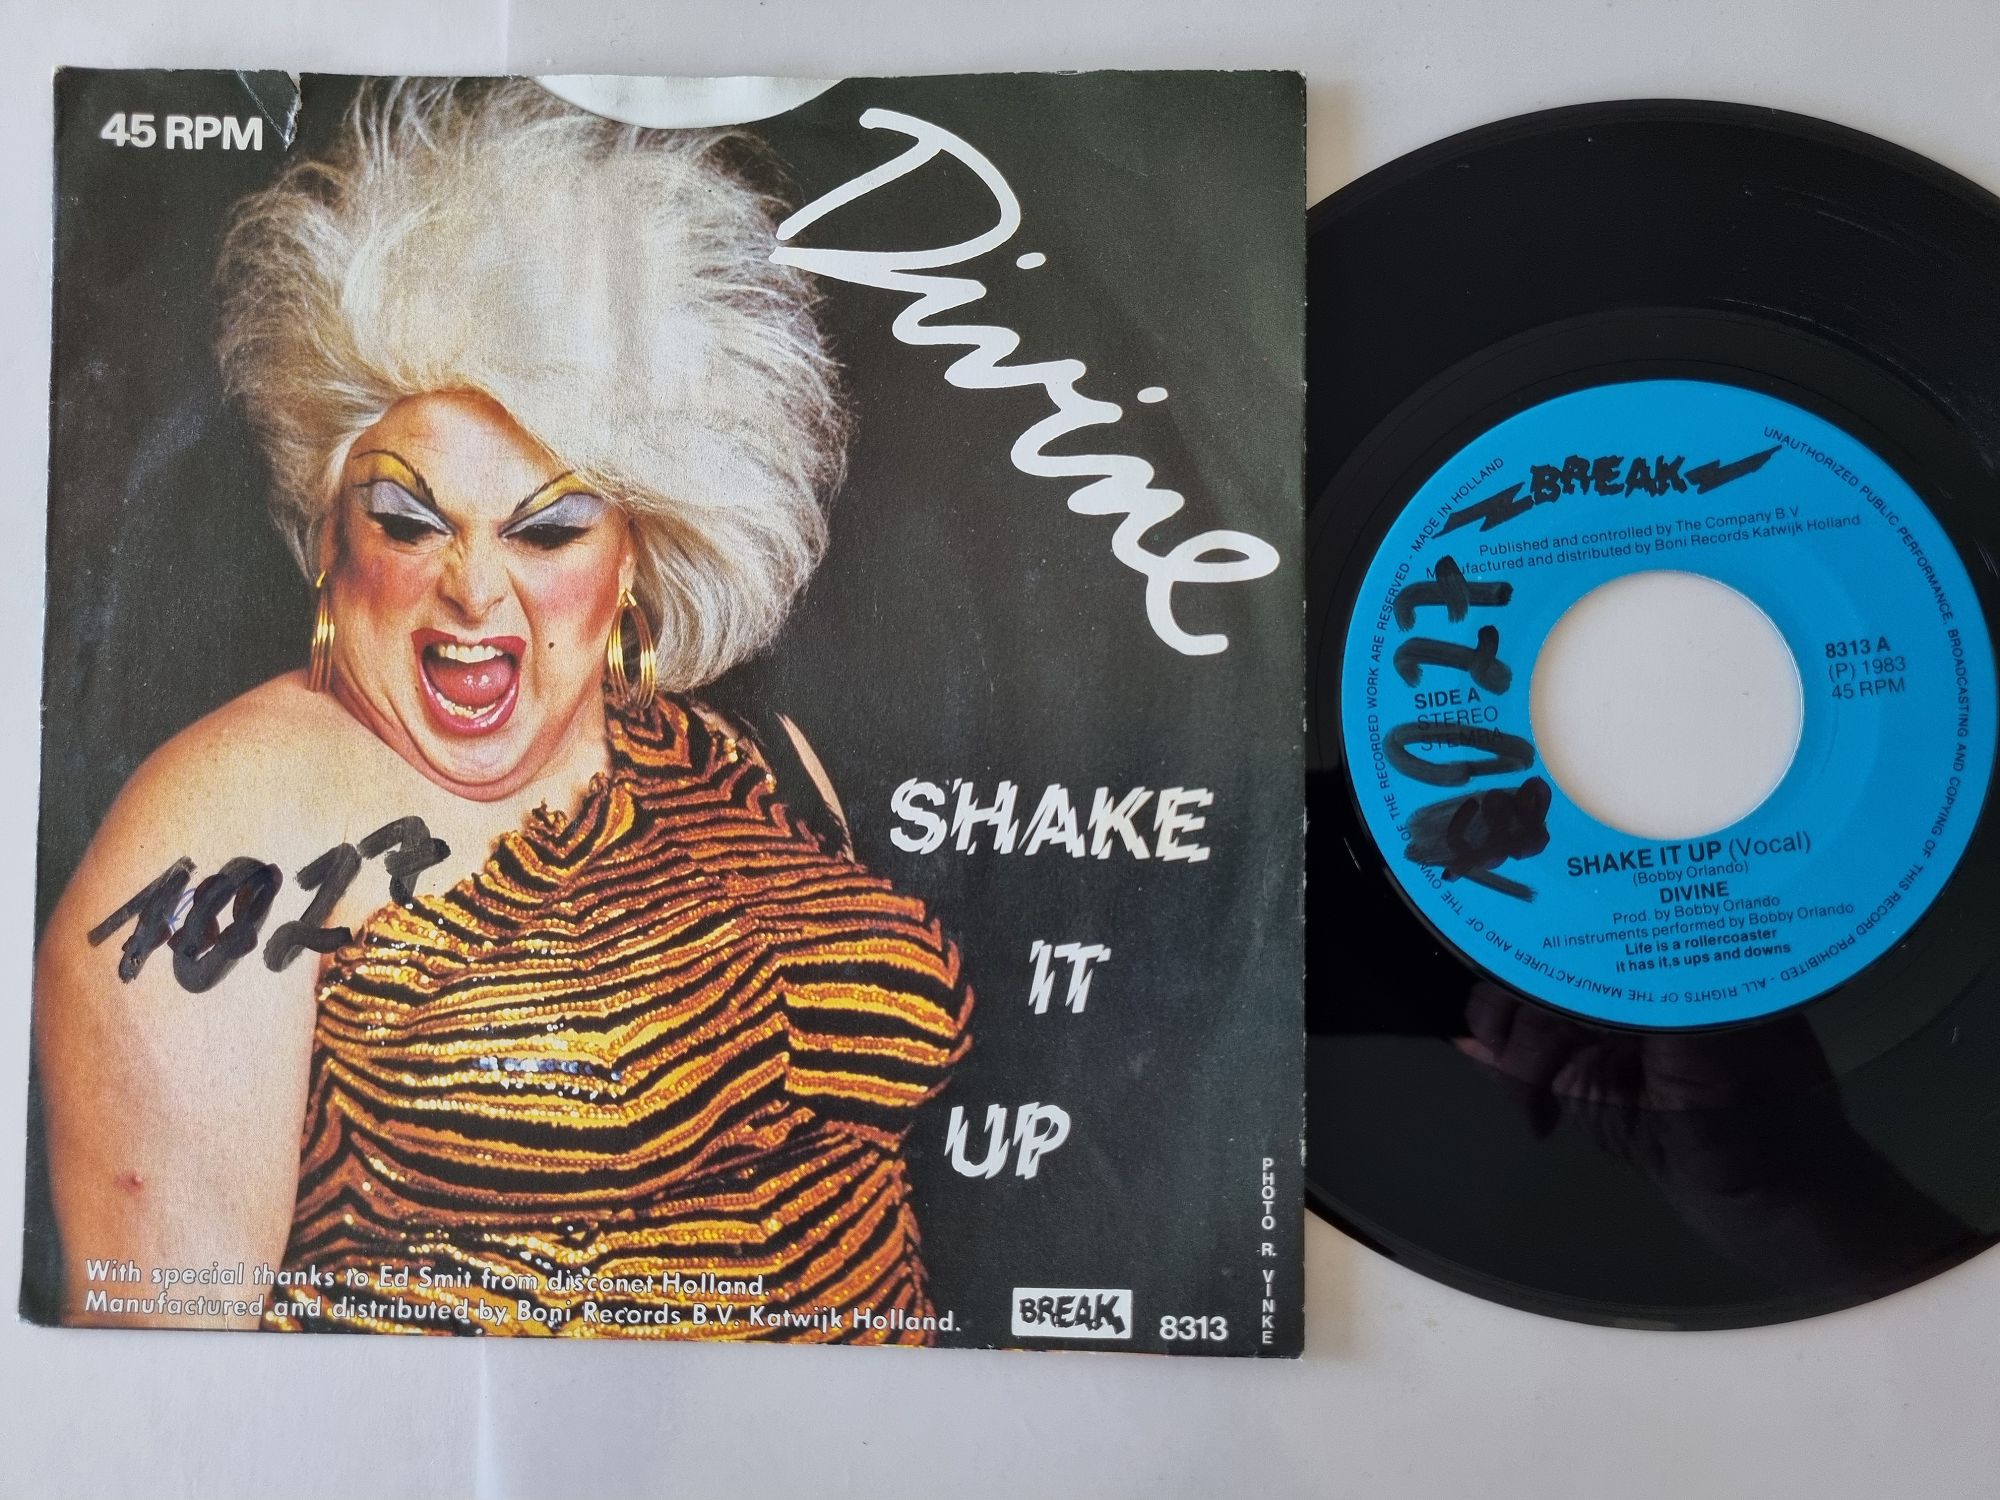 45 RPM
Divine
SHAKE
IT
UP
1027
With special thanks to Ed Smit from disconet Holland.
Manufactured and distributed by Boni Records B.V. Katwijk Holland.
BREAK
8313
PHOTO R. VINKE
BREAK
Published and controlled by The Company B.V.
Manufactured and distributed by Boni Records Katwijk Holland
1027
SIDE A
STEREO
STEMRA
8313 A
(P) 1983
45 RPM
SHAKE IT UP (Vocal)
(Bobby Orlando)
DIVINE
Prod. by Bobby Orlando
All instruments performed by Bobby Orlando
Life is a rollercoaster
it has it,s ups and downs
UNAUTHORIZED PUBLIC PERFORMANCE, BROADCASTING AND COPYING OF THIS RECORD PROHIBITED - ALL RIGHTS OF THE MANUFACTURER AND OF THE OWNER OF THE RECORDED WORK ARE RESERVED - MADE IN HOLLAND